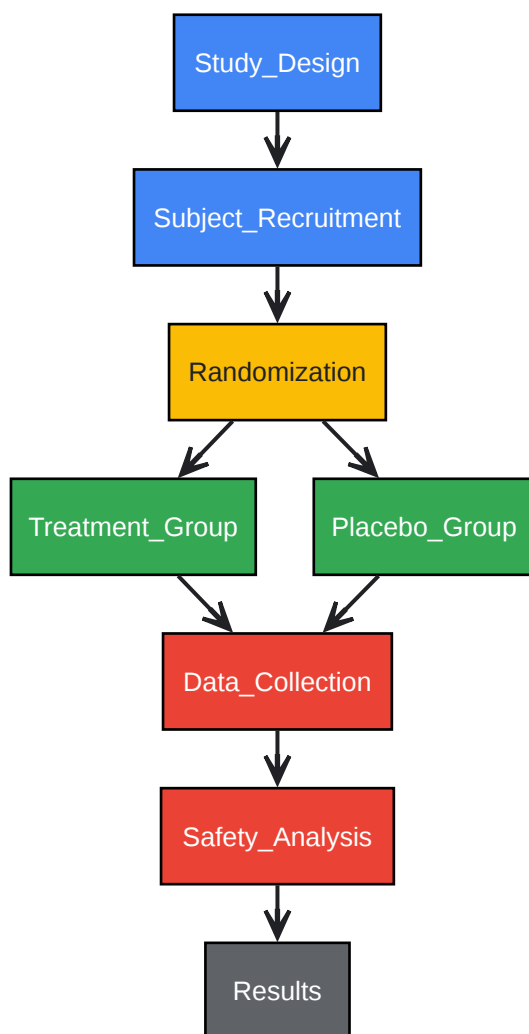 Study_Design
Subject_Recruitment
Randomization
Treatment_Group
Placebo_Group
Data_Collection
Safety_Analysis
Results